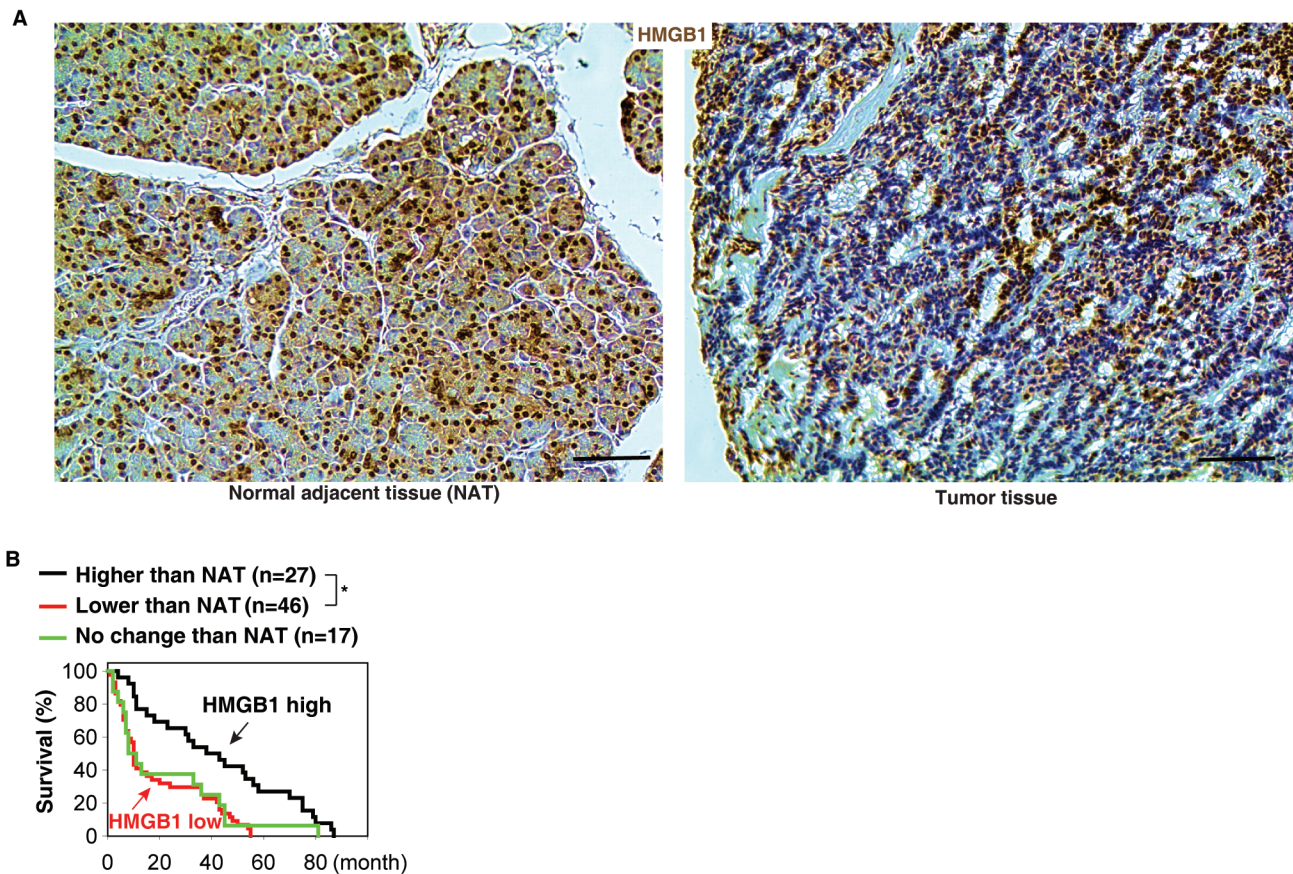 A
HMGB1
Normal adjacent tissue (NAT)
Tumor tissue
B
Higher than NAT (n=27)
*
Lower than NAT (n=46)
No change than NAT (n=17)
100
80
60
40
20
0
Survival (%)
HMGB1 high
HMGB1 low
0 20 40 60 80 (month)